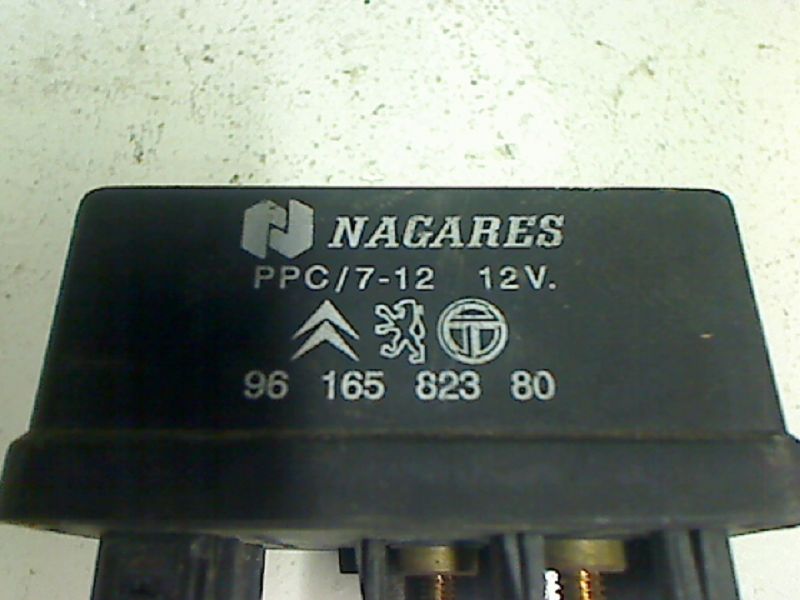 NAGARES
PPC/7-12 12V.
96 165 823 80